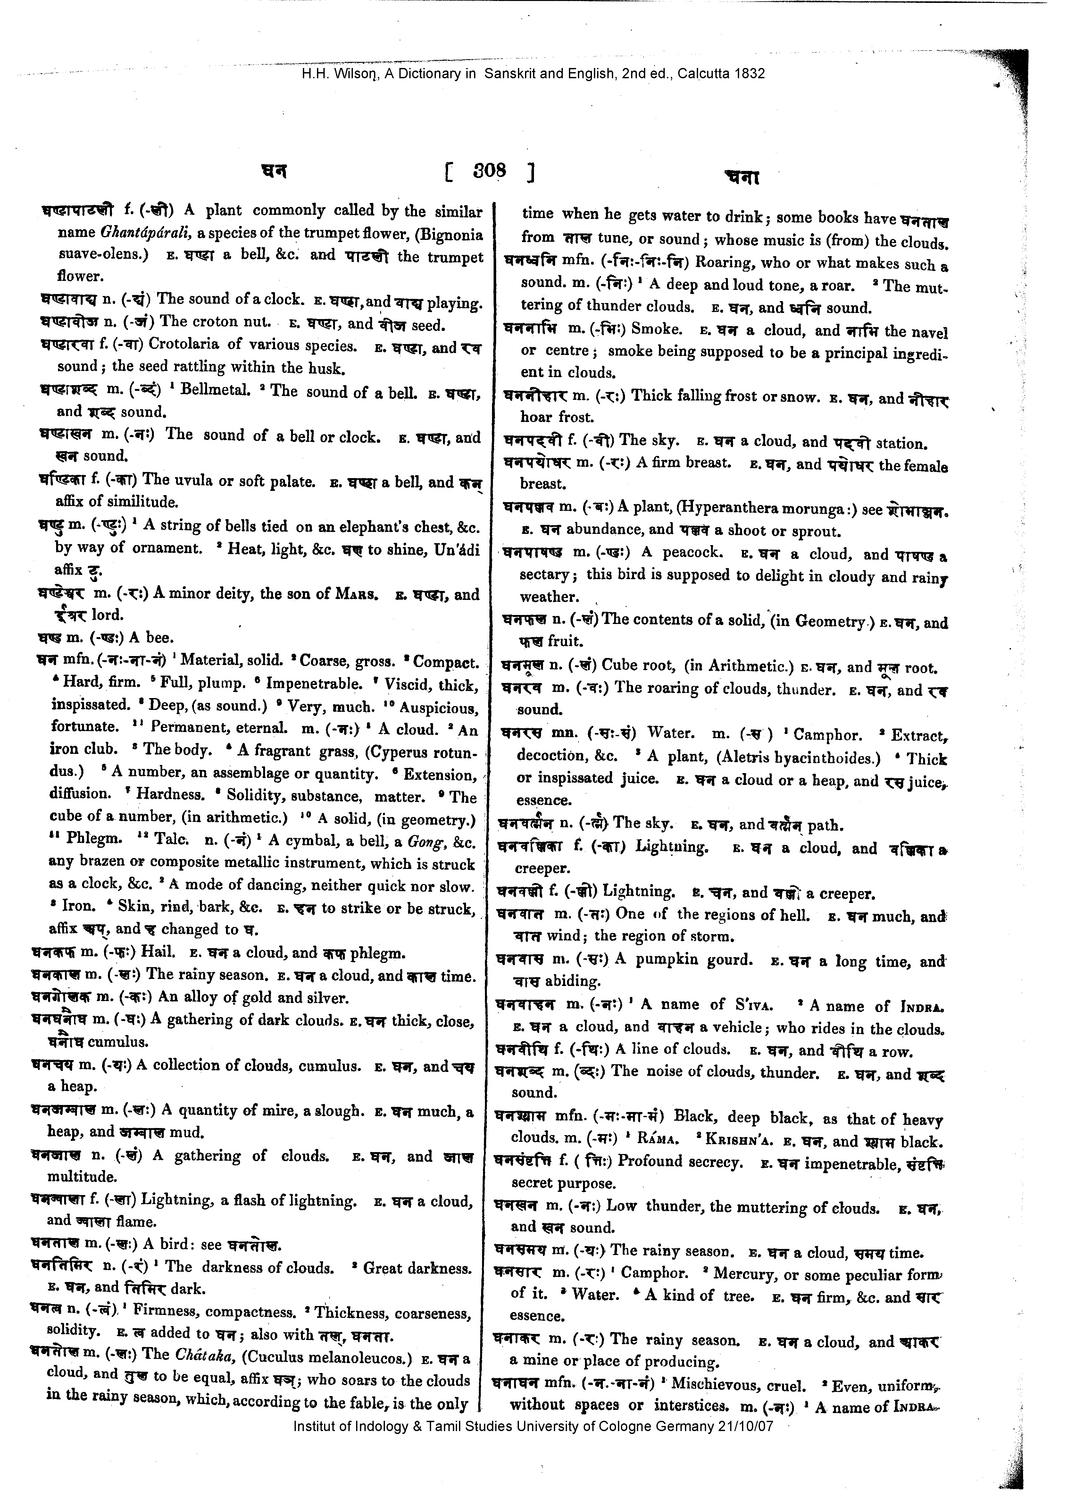 H.H. Wilson, A Dictionary in Sanskrit and English, 2nd ed., Calcutta 1832
घन [ 308 ] घना
घण्टापाटली f. (-ली) A plant commonly called by the similar
name Ghantápárali, a species of the trumpet flower, (Bignonia
suave-olens.) E. घण्टा a bell, &c. and पाटली the trumpet
flower.
घण्टावाद्य n. (-द्यं) The sound of a clock. E. घण्टा, and वाद्य playing.
घण्टावीज n. (-जं) The croton nut. E. घण्टा, and वीज seed.
घण्टारवा f. (-वा) Crotolaria of various species. E. घण्टा, and रव
sound; the seed rattling within the husk.
घण्टाशब्द m. (-ब्दं) ¹ Bellmetal. ² The sound of a bell. E. घण्टा,
and शब्द sound.
घण्टास्वन m. (-नः) The sound of a bell or clock. E. घण्टा, and
स्वन sound.
घण्टिका f. (-का) The uvula or soft palate. E. घण्टा a bell, and कन्
affix of similitude.
घण्टु m. (-ण्टुः) ¹ A string of bells tied on an elephant's chest, &c.
by way of ornament. ² Heat, light, &c. घण् to shine, Un'ádi
affix टु.
घण्टेश्वर m. (-रः) A minor deity, the son of MARS. E. घण्टा, and
ईश्वर lord.
घण्ड m. (-ण्डः) A bee.
घन mfn. (-नः-ना-नं) ¹ Material, solid. ² Coarse, gross. ³ Compact.
⁴ Hard, firm. ⁵ Full, plump. ⁶ Impenetrable. ⁷ Viscid, thick,
inspissated. ⁸ Deep, (as sound.) ⁹ Very, much. ¹⁰ Auspicious,
fortunate. ¹¹ Permanent, eternal. m. (-नः) ¹ A cloud. ² An
iron club. ³ The body. ⁴ A fragrant grass, (Cyperus rotun-
dus.) ⁵ A number, an assemblage or quantity. ⁶ Extension,
diffusion. ⁷ Hardness. ⁸ Solidity, substance, matter. ⁹ The
cube of a number, (in arithmetic.) ¹⁰ A solid, (in geometry.)
¹¹ Phlegm. ¹² Talc. n. (-नं) ¹ A cymbal, a bell, a Gong, &c.
any brazen or composite metallic instrument, which is struck
as a clock, &c. ² A mode of dancing, neither quick nor slow.
³ Iron. ⁴ Skin, rind, bark, &c. E. हन to strike or be struck,
affix अप्, and ह changed to घ.
घनकफ m. (-फः) Hail. E. घन a cloud, and कफ phlegm.
घनकाल m. (-लः) The rainy season. E. घन a cloud, and काल time.
घनगोलक m. (-कः) An alloy of gold and silver.
घनघनौघ m. (-घः) A gathering of dark clouds. E. घन thick, close,
घनौघ cumulus.
घनचय m. (-यः) A collection of clouds, cumulus. E. घन, and चय
a heap.
घनजम्बाल m. (-लः) A quantity of mire, a slough. E. घन much, a
heap, and जम्बाल mud.
घनजाल n. (-लं) A gathering of clouds. E. घन, and जाल
multitude.
घनज्वाला f. (-ला) Lightning, a flash of lightning. E. घन a cloud,
and ज्वाला flame.
घनताल m. (-लः) A bird: see घनतोल.
घनतिमिर n. (-रं) ¹ The darkness of clouds. ² Great darkness.
E. घन, and तिमिर dark.
घनत्व n. (-त्वं) ¹ Firmness, compactness. ² Thickness, coarseness,
solidity. E. त्व added to घन; also with तल्, घनता.
घनतोल m. (-लः) The Chátaka, (Cuculus melanoleucos.) E. घन a
cloud, and तुल to be equal, affix घञ्; who soars to the clouds
in the rainy season, which, according to the fable, is the only
time when he gets water to drink; some books have घनताल
from ताल tune, or sound; whose music is (from) the clouds.
घनध्वनि mfn. (-निः-निः-नि) Roaring, who or what makes such a
sound. m. (-निः) ¹ A deep and loud tone, a roar. ² The mut-
tering of thunder clouds. E. घन, and ध्वनि sound.
घननाभि m. (-भिः) Smoke. E. घन a cloud, and नाभि the navel
or centre; smoke being supposed to be a principal ingredi-
ent in clouds.
घननीहार m. (-रः) Thick falling frost or snow. E. घन, and नीहार
hoar frost.
घनपदवी f. (-वी) The sky. E. घन a cloud, and पदवी station.
घनपयोधर m. (-रः) A firm breast. E. घन, and पयोधर the female
breast.
घनपल्लव m. (-वः) A plant, (Hyperanthera morunga:) see शोभाञ्जन.
E. घन abundance, and पल्लव a shoot or sprout.
घनपाषण्ड m. (-ण्डः) A peacock. E. घन a cloud, and पाषण्ड a
sectary; this bird is supposed to delight in cloudy and rainy
weather.
घनफल n. (-लं) The contents of a solid, (in Geometry.) E. घन, and
फल fruit.
घनमूल n. (-लं) Cube root, (in Arithmetic.) E. घन, and मूल root.
घनरव m. (-वः) The roaring of clouds, thunder. E. घन, and रव
sound.
घनरस mn. (-सः-सं) Water. m. (-स ) ¹ Camphor. ² Extract,
decoction, &c. ³ A plant, (Aletris hyacinthoides.) ⁴ Thick
or inspissated juice. E. घन a cloud or a heap, and रस juice,
essence.
घनवर्त्मन् n. (-र्त्म) The sky. E. घन, and वर्त्मन् path.
घनवल्लिका f. (-का) Lightning. E. घन a cloud, and वल्लिका a
creeper.
घनवल्ली f. (-ल्ली) Lightning. E. घन, and वल्ली a creeper.
घनवात m. (-तः) One of the regions of hell. E. घन much, and
वात wind; the region of storm.
घनवास m. (-सः) A pumpkin gourd. E. घन a long time, and
वास abiding.
घनवाहन m. (-नः) ¹ A name of S'IVA. ² A name of INDRA.
E. घन a cloud, and वाहन a vehicle; who rides in the clouds.
घनवीथि f. (-थिः) A line of clouds. E. घन, and वीथि a row.
घनशब्द m. (ब्दः) The noise of clouds, thunder. E. घन, and शब्द
sound.
घनश्याम mfn. (-मः-मा-मं) Black, deep black, as that of heavy
clouds. m. (-मः) ¹ RÁMA. ² KRISHN'A. E. घन, and श्याम black.
घनसंवृत्ति f. ( त्तिः) Profound secrecy. E. घन impenetrable, संवृत्ति
secret purpose.
घनस्वन m. (-नः) Low thunder, the muttering of clouds. E. घन,
and स्वन sound.
घनसमय m. (-यः) The rainy season. E. घन a cloud, समय time.
घनसार m. (-रः) ¹ Camphor. ² Mercury, or some peculiar form
of it. ³ Water. ⁴ A kind of tree. E. घन firm, &c. and सार
essence.
घनाकर m. (-रः) The rainy season. E. घन a cloud, and आकर
a mine or place of producing.
घनाघन mfn. (-नः-ना-नं) ¹ Mischievous, cruel. ² Even, uniform,
without spaces or interstices. m. (-नः) ¹ A name of INDRA.
Institut of Indology & Tamil Studies University of Cologne Germany 21/10/07